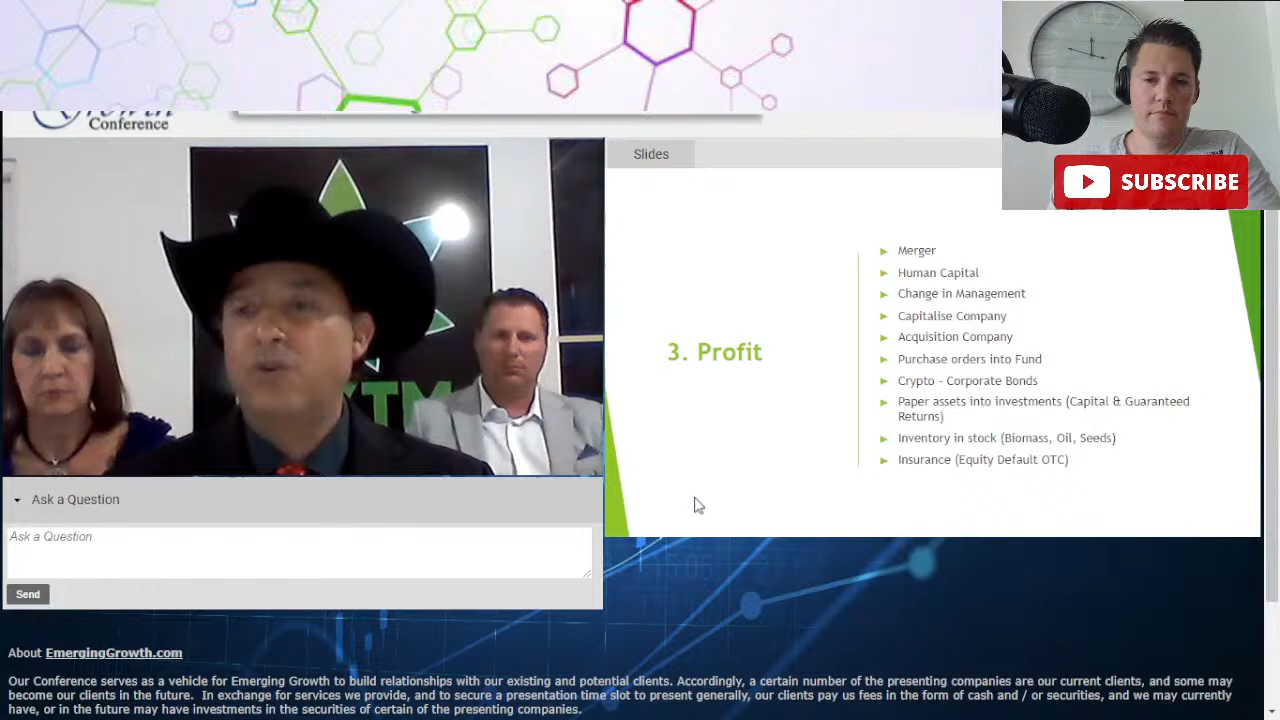 Conference
Slides
SUBSCRIBE
Merger
Human Capital
Change in Management
Capitalise Company
Acquisition Company
3. Profit
Purchase orders into Fund
Crypto - Corporate Bonds
Paper assets into investments (Capital & Guaranteed
Returns)
Inventory in stock (Biomass, Oil, Seeds)
Insurance (Equity Default OTC)
Ask a Question
Ask a Question
Send
About EmergingGrowth.com
Our Conference serves as a vehicle for Emerging Growth to build relationships with our existing and potential clients. Accordingly, a certain number of the presenting companies are our current clients, and some may
become our clients in the future. In exchange for services we provide, and to secure a presentation time slot to present generally, our clients pay us fees in the form of cash and / or securities, and we may currently
have, or in the future may have investments in the securities of certain of the presenting companies.